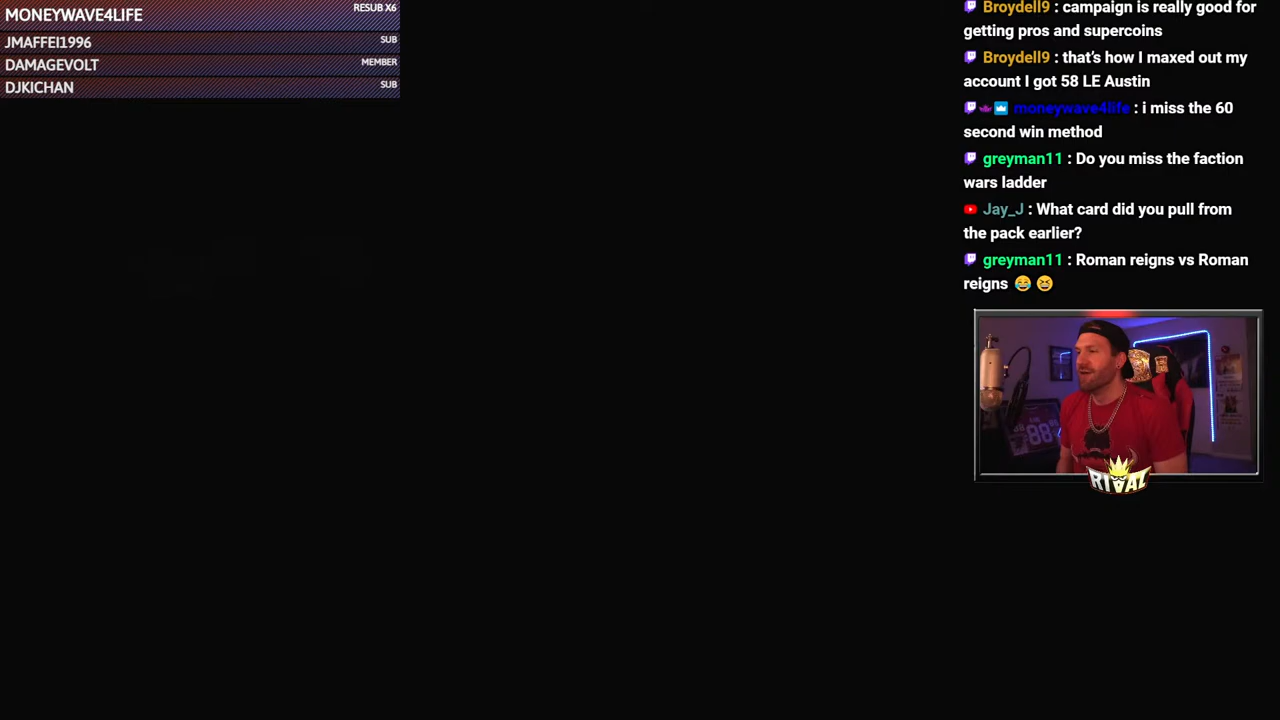 MONEYWAVE4LIFE RESUB X6
JMAFFEI1996 SUB
DAMAGEVOLT MEMBER
DJKICHAN SUB
Broydell9 : campaign is really good for
getting pros and supercoins
Broydell9 : that’s how I maxed out my
account I got 58 LE Austin
moneywave4life : i miss the 60
second win method
greyman11 : Do you miss the faction
wars ladder
Jay_J : What card did you pull from
the pack earlier?
greyman11 : Roman reigns vs Roman
reigns 😂 😆
88
RIVAL